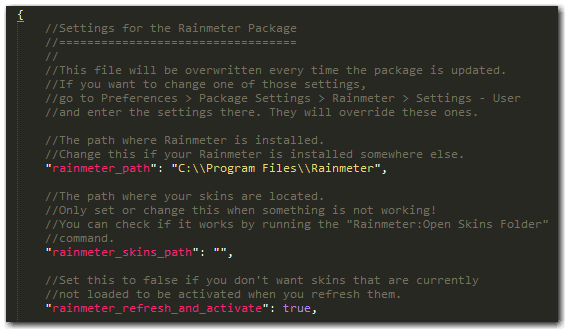 {
//Settings for the Rainmeter Package
//==================================
//
//This file will be overwritten every time the package is updated.
//If you want to change one of those settings,
//go to Preferences > Package Settings > Rainmeter > Settings - User
//and enter the settings there. They will override these ones.
//The path where Rainmeter is installed.
//Change this if your Rainmeter is installed somewhere else.
"rainmeter_path": "C:\\Program Files\\Rainmeter",
//The path where your skins are located.
//Only set or change this when something is not working!
//You can check if it works by running the "Rainmeter:Open Skins Folder"
//command.
"rainmeter_skins_path": "",
//Set this to false if you don't want skins that are currently
//not loaded to be activated when you refresh them.
"rainmeter_refresh_and_activate": true,